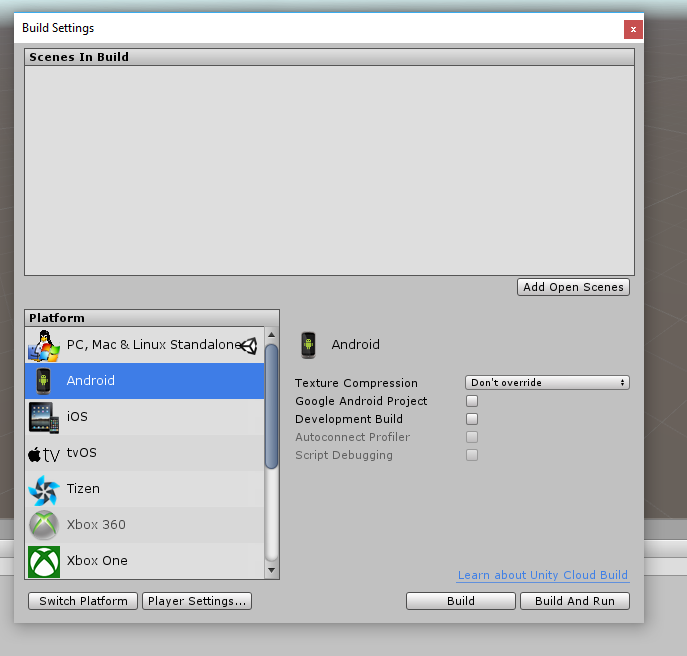 Build Settings
x
Scenes In Build
Add Open Scenes
Platform
PC, Mac & Linux Standalone
Android
iOS
tv tvOS
Tizen
Xbox 360
Xbox One
Android
Texture Compression Don't override
Google Android Project
Development Build
Autoconnect Profiler
Script Debugging
Learn about Unity Cloud Build
Switch Platform Player Settings... Build Build And Run